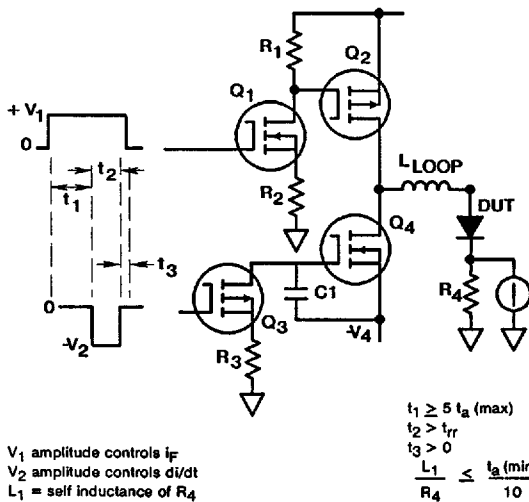 R1
Q2
+ V1
Q1
0
t2
LLOOP
t1
R2
Q4
DUT
t3
C1
R4
0
-V2
Q3
-V4
R3
t1 ≥ 5 ta (max)
t2 > trr
t3 > 0
L1
R4
≤
ta (min
10
V1 amplitude controls iF
V2 amplitude controls di/dt
L1 = self inductance of R4